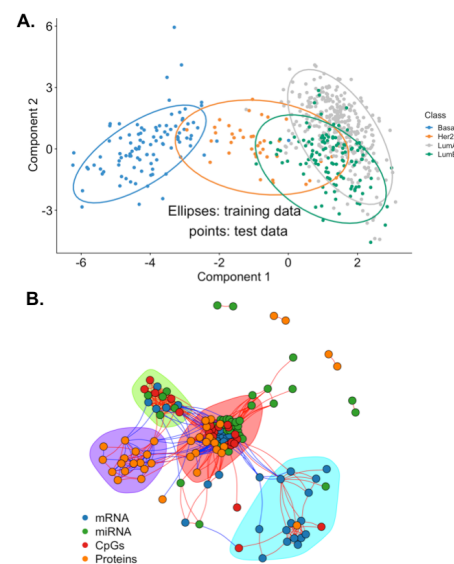 A.
6
3
0
-3
Component 2
-6
-4
-2
0
2
Component 1
Ellipses: training data
points: test data
Class
Basa
Her2
LumA
LumB
B.
mRNA
miRNA
CpGs
Proteins